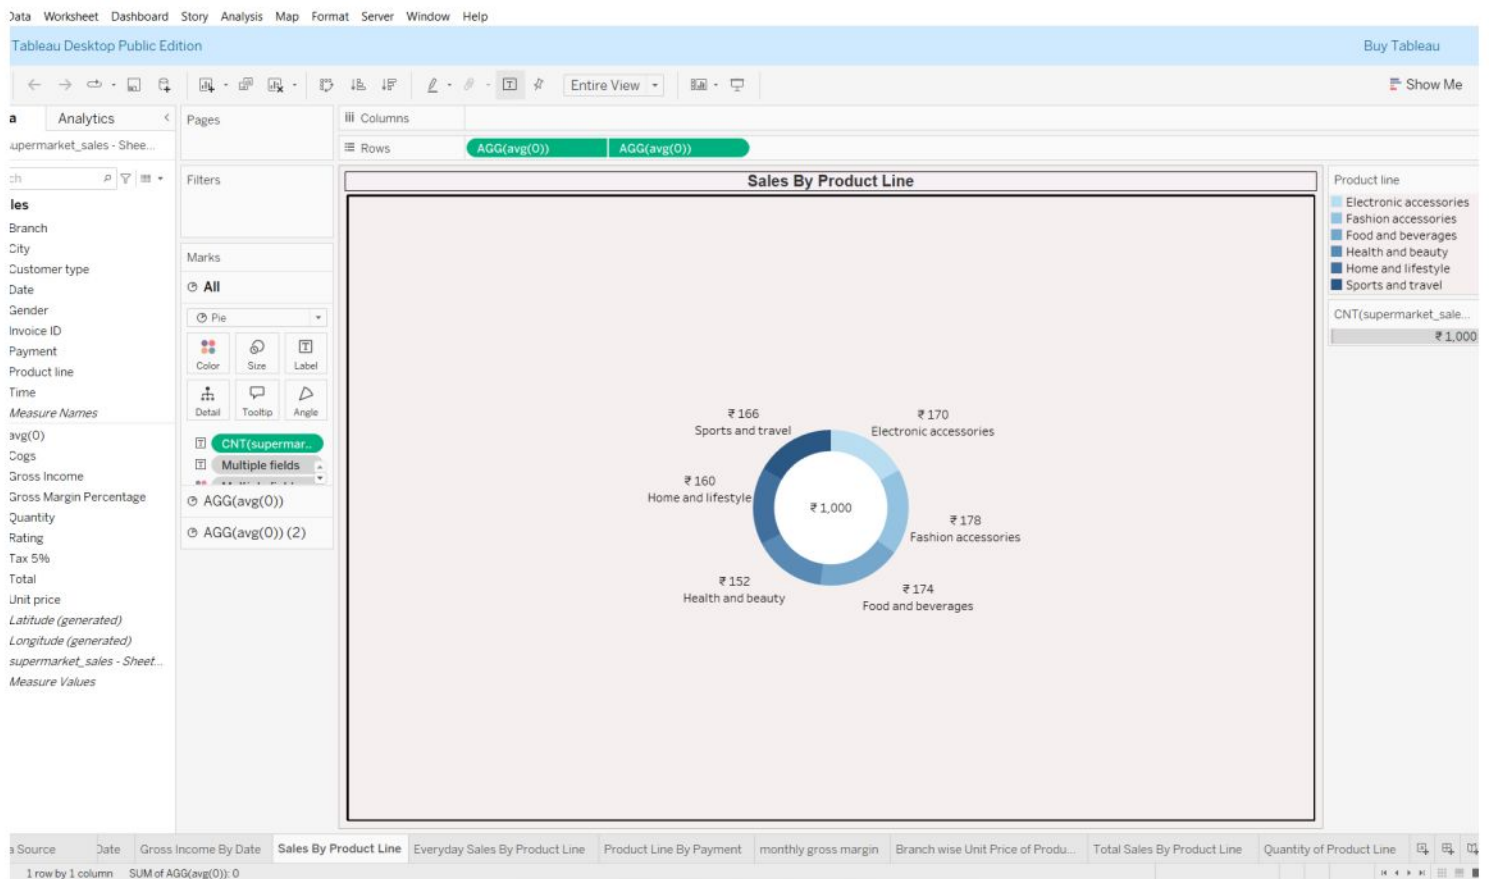 Data Worksheet Dashboard Story Analysis Map Format Server Window Help
Tableau Desktop Public Edition
Buy Tableau
Entire View
Show Me
a Analytics
Pages
Columns
upermarket_sales - Shee...
Rows
AGG(avg(0)) AGG(avg(0))
ch
Filters
Sales By Product Line
Product line
les
Electronic accessories
Fashion accessories
Food and beverages
Health and beauty
Home and lifestyle
Sports and travel
Branch
City
Customer type
Date
Gender
Invoice ID
Payment
Product line
Time
Measure Names
avg(0)
Cogs
Gross Income
Gross Margin Percentage
Quantity
Rating
Tax 5%
Total
Unit price
Latitude (generated)
Longitude (generated)
supermarket_sales - Sheet...
Measure Values
Marks
All
Pie
Color Size Label
Detail Tooltip Angle
CNT(supermar..
Multiple fields
AGG(avg(0))
AGG(avg(0)) (2)
CNT(supermarket_sale...
₹ 1,000
₹ 166
Sports and travel
₹ 170
Electronic accessories
₹ 160
Home and lifestyle
₹ 1,000
₹ 178
Fashion accessories
₹ 152
Health and beauty
₹ 174
Food and beverages
a Source Date Gross Income By Date Sales By Product Line Everyday Sales By Product Line Product Line By Payment monthly gross margin Branch wise Unit Price of Produ... Total Sales By Product Line Quantity of Product Line
1 row by 1 column SUM of AGG(avg(0)): 0